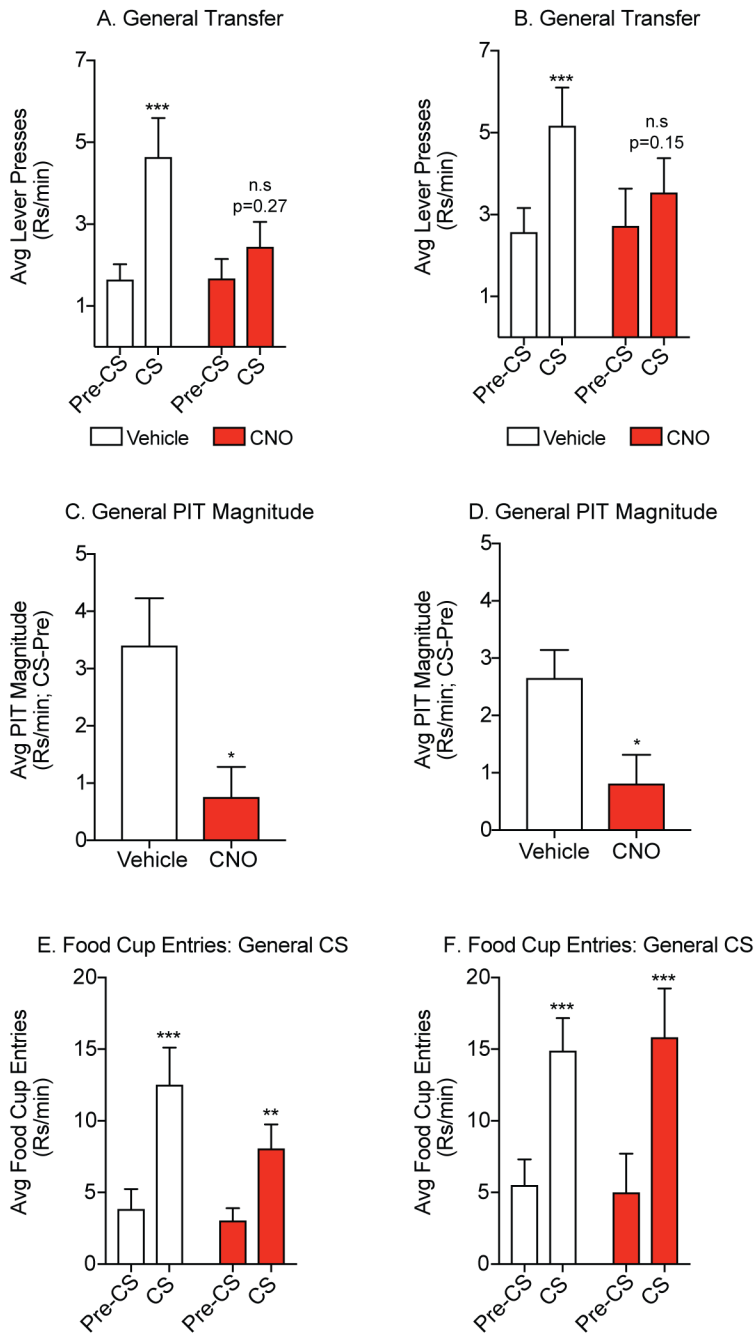 A. General Transfer
7
5
3
1
Avg Lever Presses
(Rs/min)
***
n.s
p=0.27
Pre-CS
CS
Pre-CS
CS
Vehicle
CNO
B. General Transfer
7
5
3
1
Avg Lever Presses
(Rs/min)
***
n.s
p=0.15
Pre-CS
CS
Pre-CS
CS
Vehicle
CNO
C. General PIT Magnitude
5
4
3
2
1
0
Avg PIT Magnitude
(Rs/min; CS-Pre)
*
Vehicle
CNO
D. General PIT Magnitude
5
4
3
2
1
0
Avg PIT Magnitude
(Rs/min; CS-Pre)
*
Vehicle
CNO
E. Food Cup Entries: General CS
20
15
10
5
0
Avg Food Cup Entries
(Rs/min)
***
**
Pre-CS
CS
Pre-CS
CS
F. Food Cup Entries: General CS
20
15
10
5
0
Avg Food Cup Entries
(Rs/min)
***
***
Pre-CS
CS
Pre-CS
CS